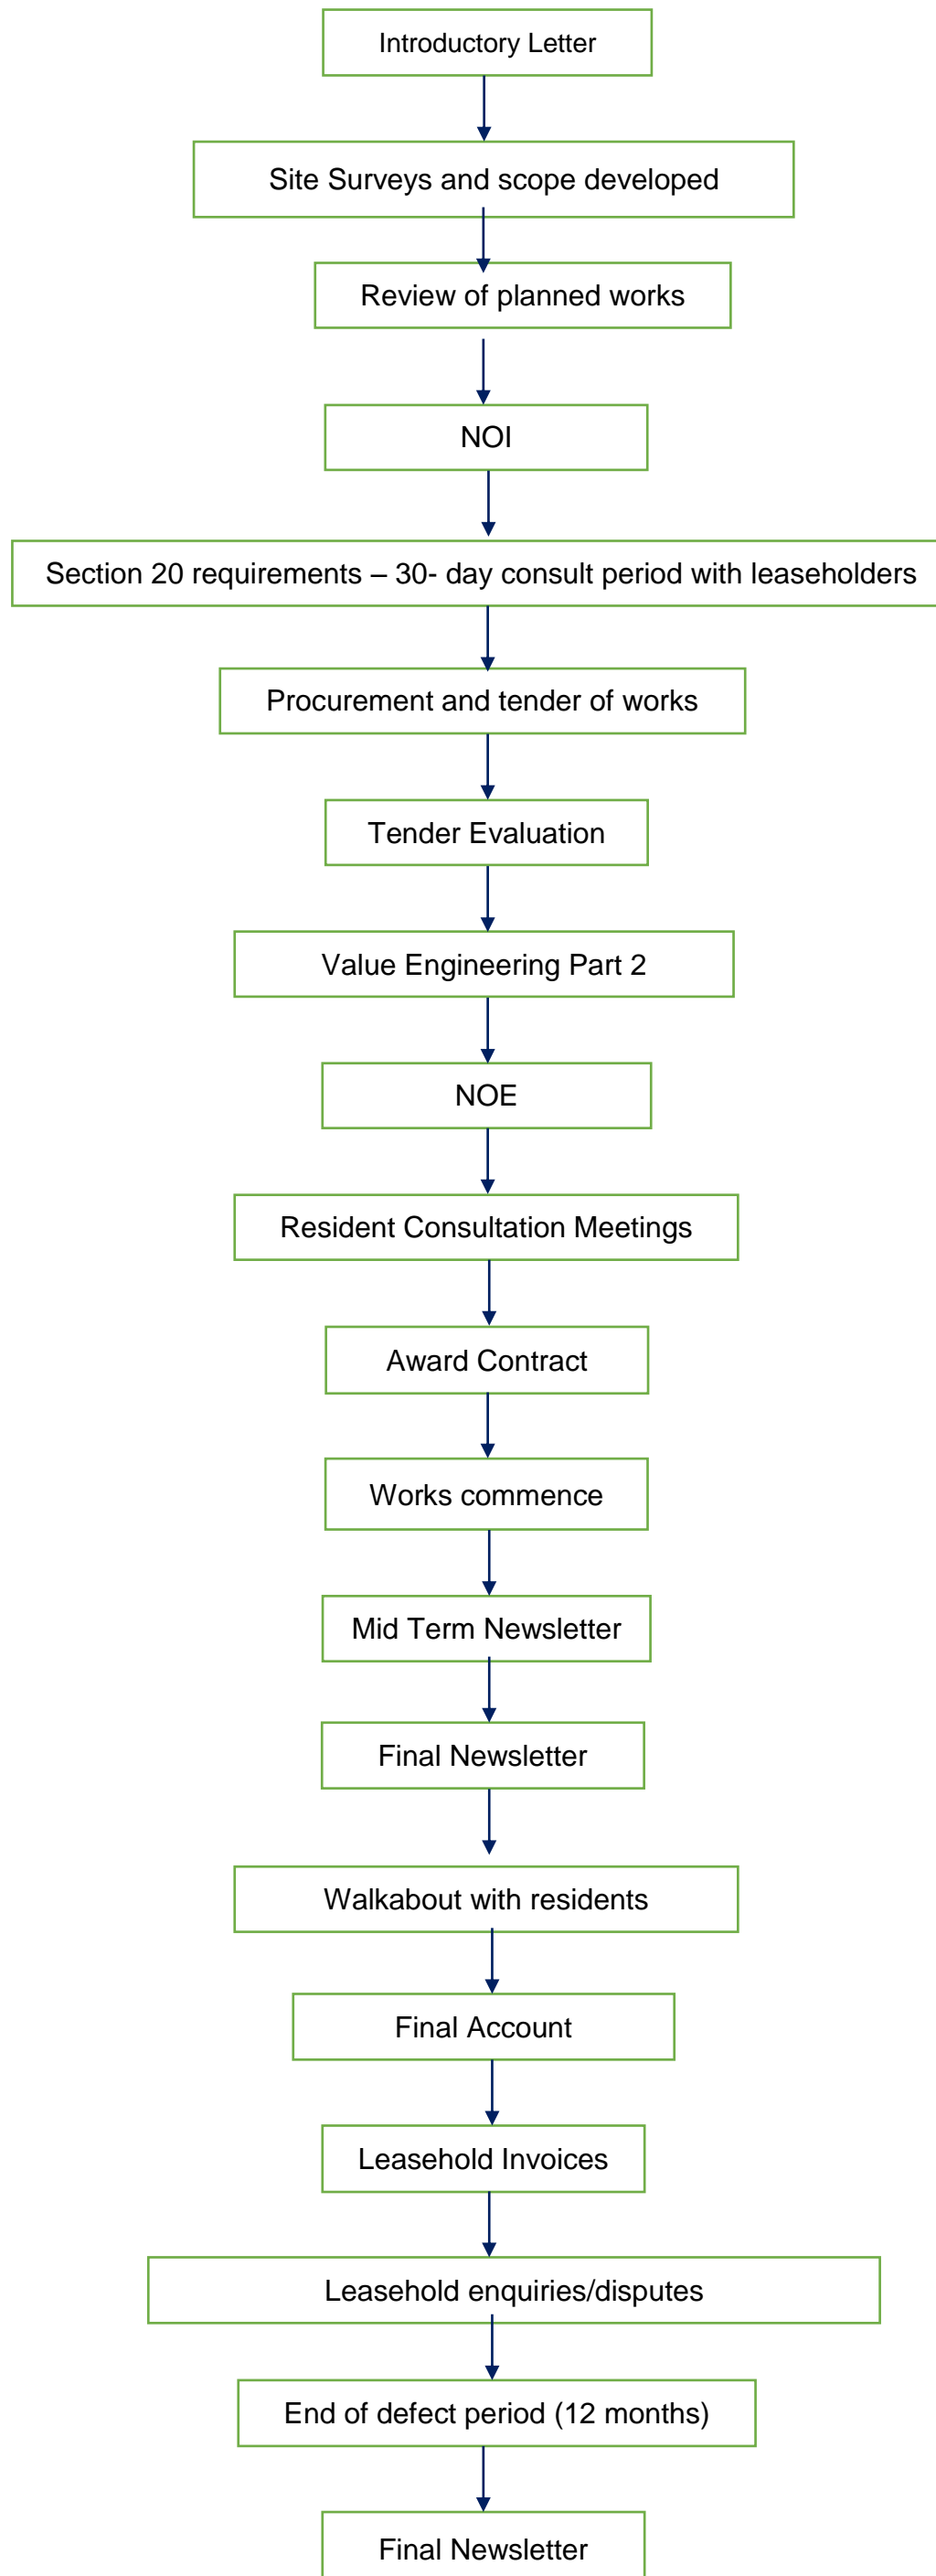 Introductory Letter
Site Surveys and scope developed
Review of planned works
NOI
Section 20 requirements – 30- day consult period with leaseholders
Procurement and tender of works
Tender Evaluation
Value Engineering Part 2
NOE
Resident Consultation Meetings
Award Contract
Works commence
Mid Term Newsletter
Final Newsletter
Walkabout with residents
Final Account
Leasehold Invoices
Leasehold enquiries/disputes
End of defect period (12 months)
Final Newsletter